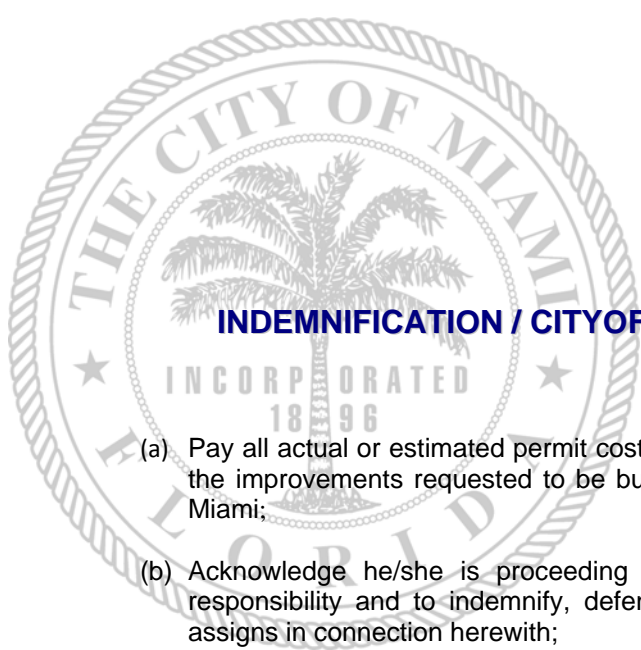 THE CITY OF MIAMI
INDEMNIFICATION / CITYOF
INCORPORATED
18 96
(a) Pay all actual or estimated permit cost
the improvements requested to be bu
Miami;
(b) Acknowledge he/she is proceeding
responsibility and to indemnify, defer
assigns in connection herewith;
FLORIDA